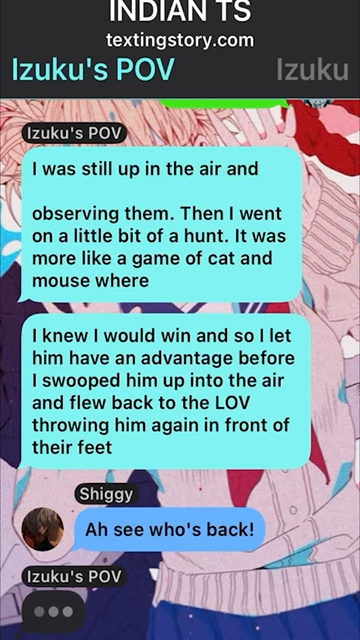 INDIAN TS
textingstory.com
Izuku's POV
Izuku
Izuku's POV
I was still up in the air and
observing them. Then I went
on a little bit of a hunt. It was
more like a game of cat and
mouse where
I knew I would win and so I let
him have an advantage before
I swooped him up into the air
and flew back to the LOV
throwing him again in front of
their feet
Shiggy
Ah see who's back!
Izuku's POV